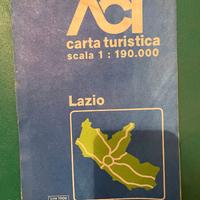 ACI
carta turistica
scala 1 : 190.000
Lazio